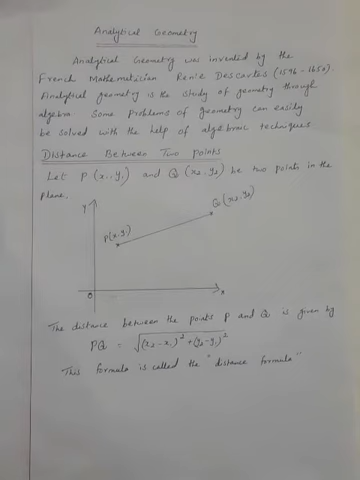 Analytical Geometry
Analytical Geometry was invented by the
French Mathematician Renie Descartes (1596-1650).
Analytical geometry is the study of geometry through
algebra. Some Problems of geometry can easily
be solved with the help of algebraic techniques
Distance Between Two Points
Let P (x₁, y₁) and Q (x₂, y₂) be two points in the
plane.
y
Q (x₂, y₂)
P(x₁, y₁)
0
x
The distance between the points P and Q is given by
PQ = √(x₂ - x₁)² + (y₂ - y₁)²
This formula is called the "distance formula"